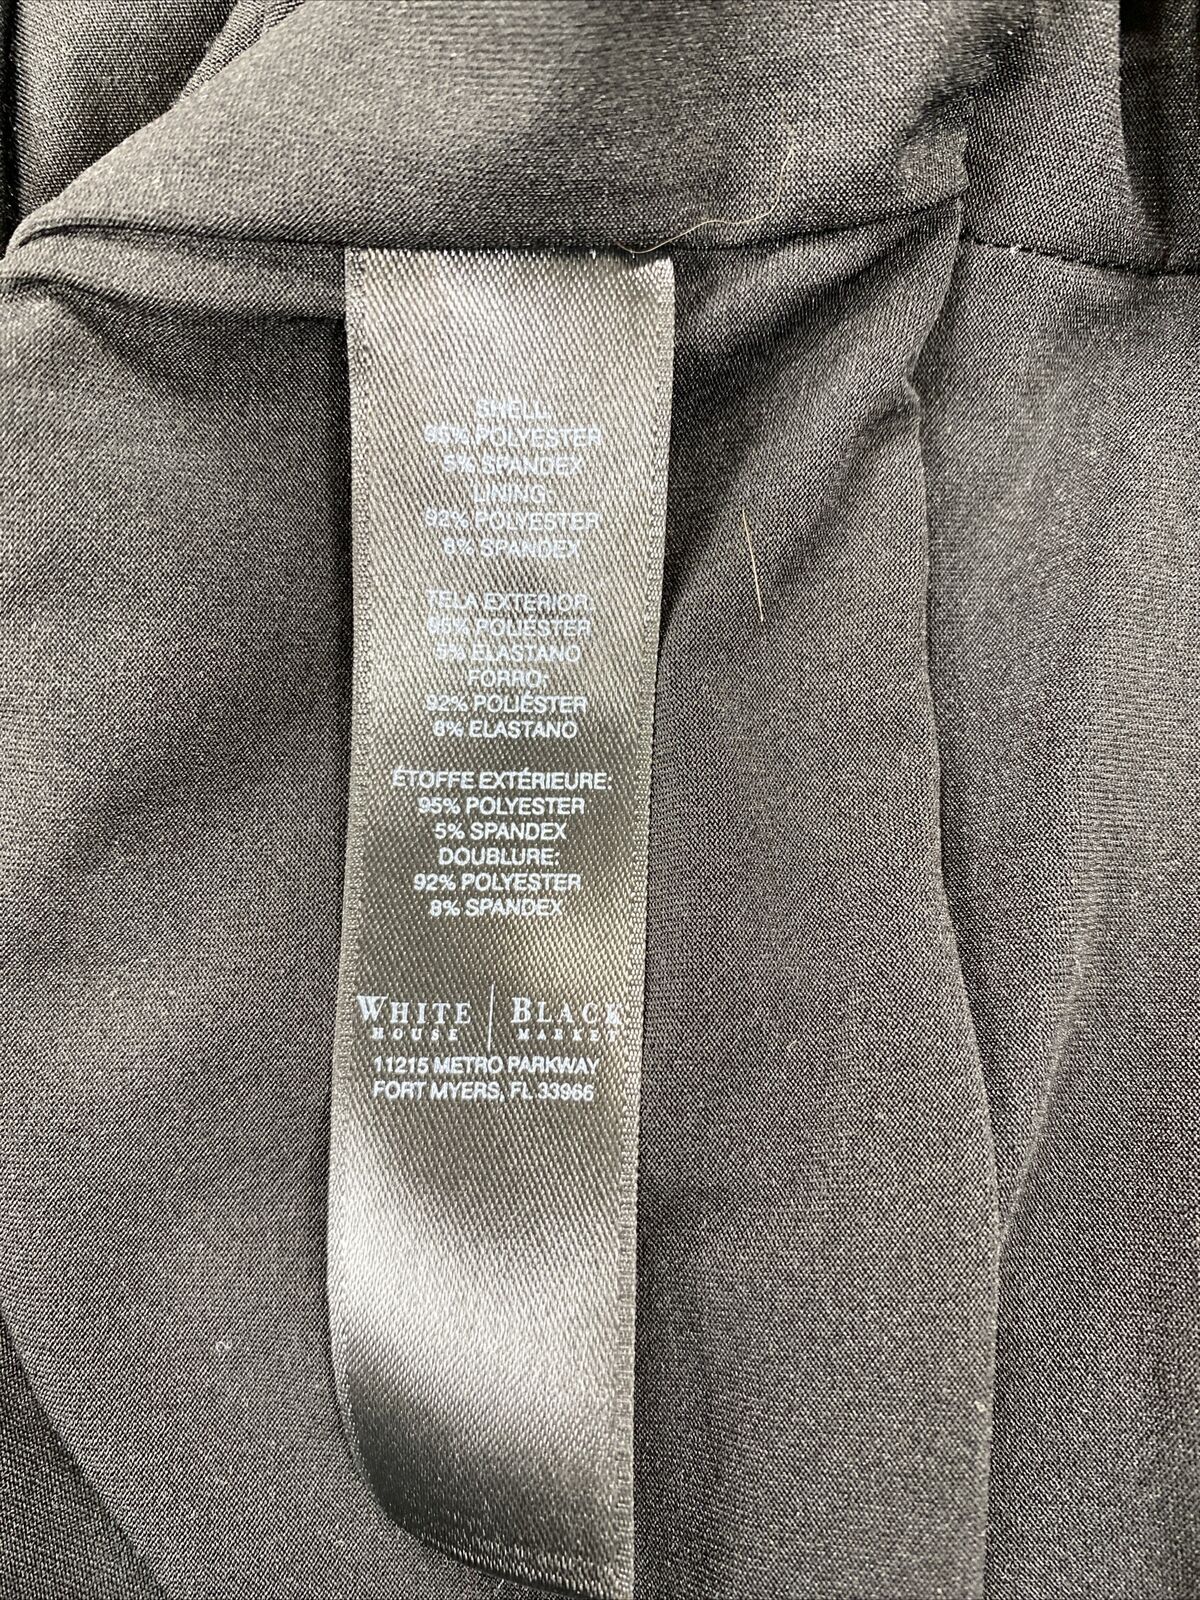 SHELL:
95% POLYESTER
5% SPANDEX
LINING:
92% POLYESTER
8% SPANDEX
TELA EXTERIOR:
95% POLIÉSTER
5% ELASTANO
FORRO:
92% POLIÉSTER
8% ELASTANO
ÉTOFFE EXTÉRIEURE:
95% POLYESTER
5% SPANDEX
DOUBLURE:
92% POLYESTER
8% SPANDEX
WHITE | BLACK
HOUSE | MARKET
11215 METRO PARKWAY
FORT MYERS, FL 33966